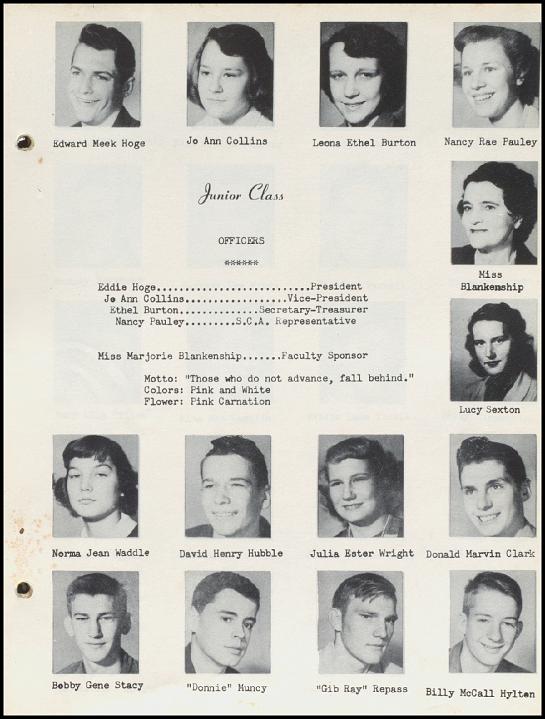 Edward Meek Hoge
Jo Ann Collins
Leona Ethel Burton
Nancy Rae Pauley
Junior Class
OFFICERS
******
Miss
Blankenship
Eddie Hoge...........................President
Jo Ann Collins..................Vice-President
Ethel Burton..............Secretary-Treasurer
Nancy Pauley.........S.C.A. Representative
Miss Marjorie Blankenship.......Faculty Sponsor
Motto: "Those who do not advance, fall behind."
Colors: Pink and White
Flower: Pink Carnation
Lucy Sexton
Norma Jean Waddle
David Henry Hubble
Julia Ester Wright
Donald Marvin Clark
Bobby Gene Stacy
"Donnie" Muncy
"Gib Ray" Repass
Billy McCall Hylton